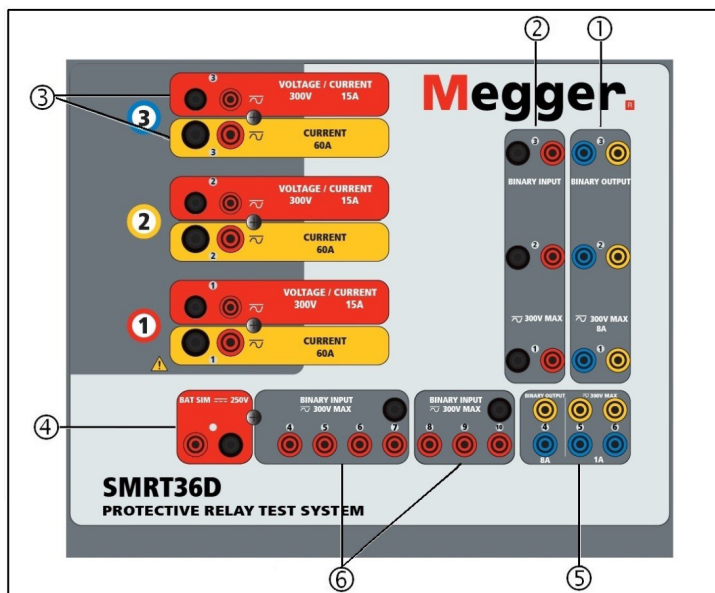 ② ①
Megger®
③
3
3
VOLTAGE / CURRENT
300V 15A
CURRENT
60A
3
2
2
VOLTAGE / CURRENT
300V 15A
CURRENT
60A
2
1
1
VOLTAGE / CURRENT
300V 15A
CURRENT
60A
1
3
BINARY INPUT
2
300V MAX
1
3
BINARY OUTPUT
2
300V MAX
8A
1
④
BAT SIM 250V
BINARY INPUT
300V MAX
4 5 6 7
BINARY INPUT
300V MAX
8 9 10
BINARY OUTPUT 300V MAX
4 5 6
8A 1A
SMRT36D
PROTECTIVE RELAY TEST SYSTEM
⑥ ⑤